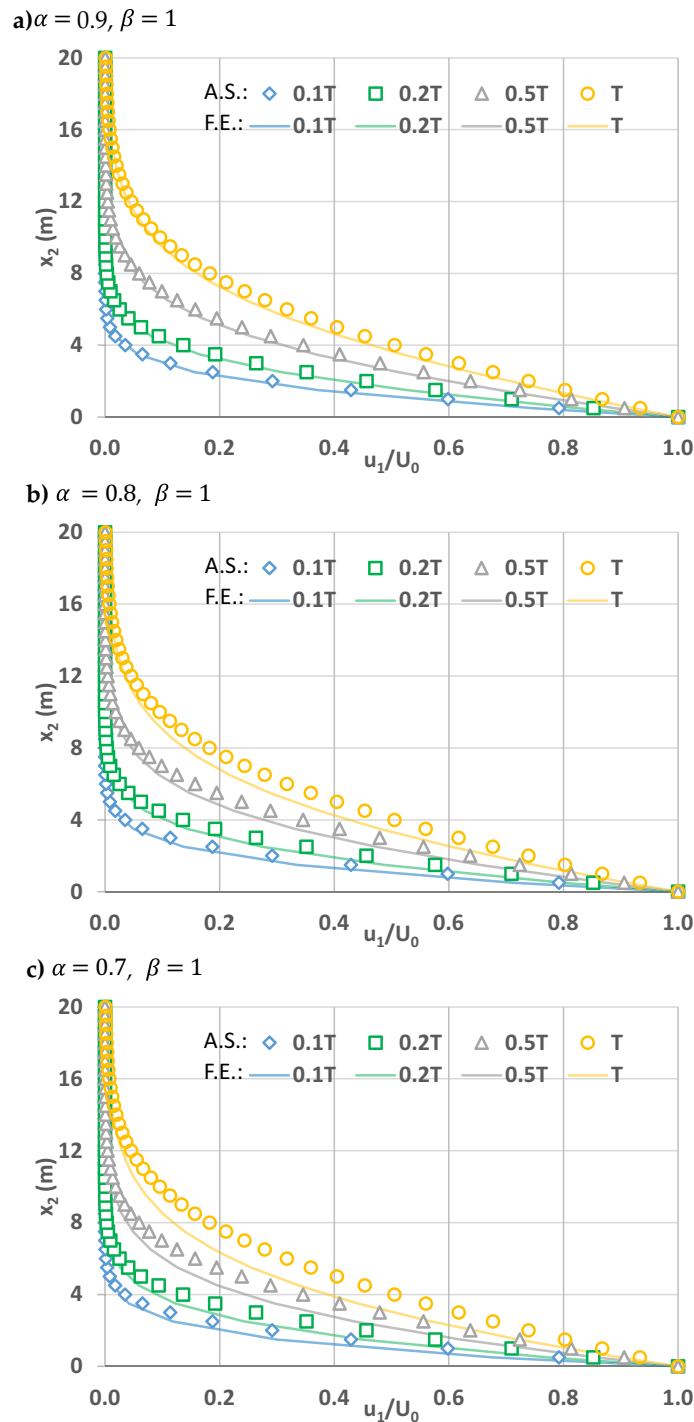 a) α = 0.9, β = 1
20
A.S.: 0.1T 0.2T 0.5T T
F.E.: 0.1T 0.2T 0.5T T
16
12
x₂ (m)
8
4
0
0.0 0.2 0.4 0.6 0.8 1.0
u₁/U₀
b) α = 0.8, β = 1
20
A.S.: 0.1T 0.2T 0.5T T
F.E.: 0.1T 0.2T 0.5T T
16
12
x₂ (m)
8
4
0
0.0 0.2 0.4 0.6 0.8 1.0
u₁/U₀
c) α = 0.7, β = 1
20
A.S.: 0.1T 0.2T 0.5T T
F.E.: 0.1T 0.2T 0.5T T
16
12
x₂ (m)
8
4
0
0.0 0.2 0.4 0.6 0.8 1.0
u₁/U₀